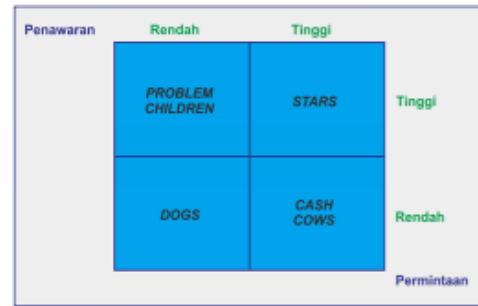 Penawaran Rendah Tinggi
PROBLEM
CHILDREN
STARS
Tinggi
DOGS
CASH
COWS
Rendah
Permintaan